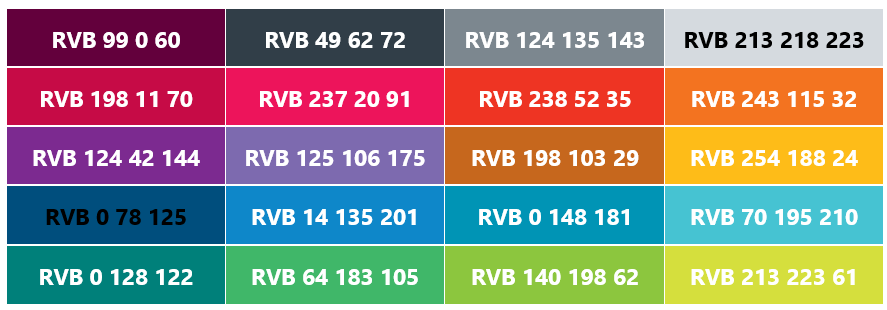 RVB 99 0 60
RVB 49 62 72
RVB 124 135 143
RVB 213 218 223
RVB 198 11 70
RVB 237 20 91
RVB 238 52 35
RVB 243 115 32
RVB 124 42 144
RVB 125 106 175
RVB 198 103 29
RVB 254 188 24
RVB 0 78 125
RVB 14 135 201
RVB 0 148 181
RVB 70 195 210
RVB 0 128 122
RVB 64 183 105
RVB 140 198 62
RVB 213 223 61